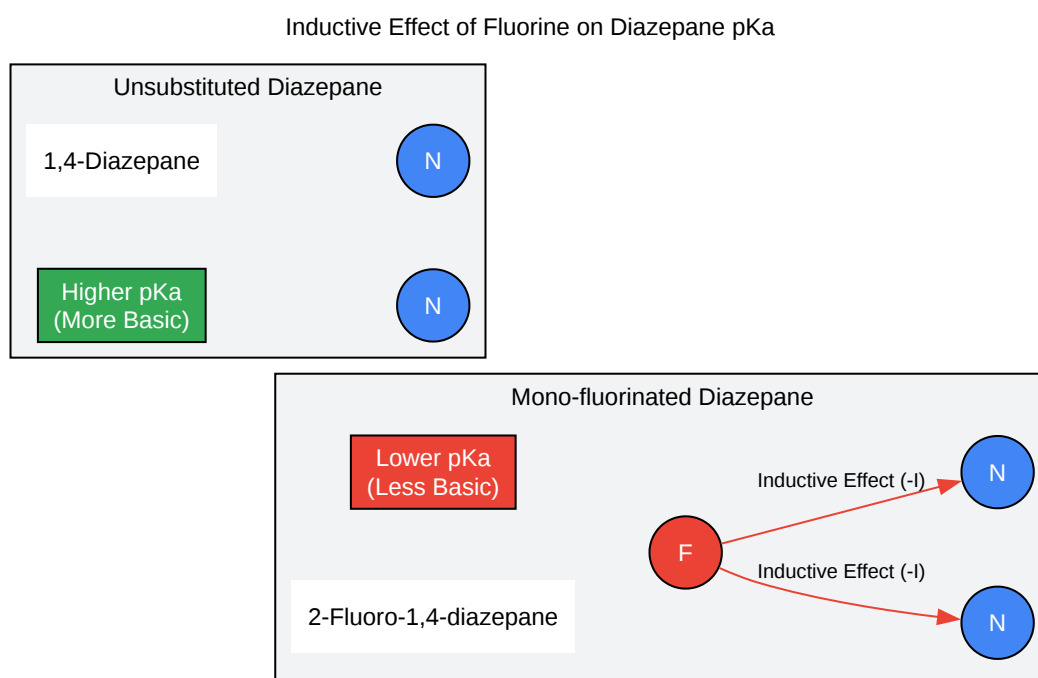 Inductive Effect of Fluorine on Diazepane pKa
Unsubstituted Diazepane
1,4-Diazepane
N
Higher pKa
(More Basic)
N
Mono-fluorinated Diazepane
Lower pKa
(Less Basic)
Inductive Effect (-I)
N
F
Inductive Effect (-I)
2-Fluoro-1,4-diazepane
N